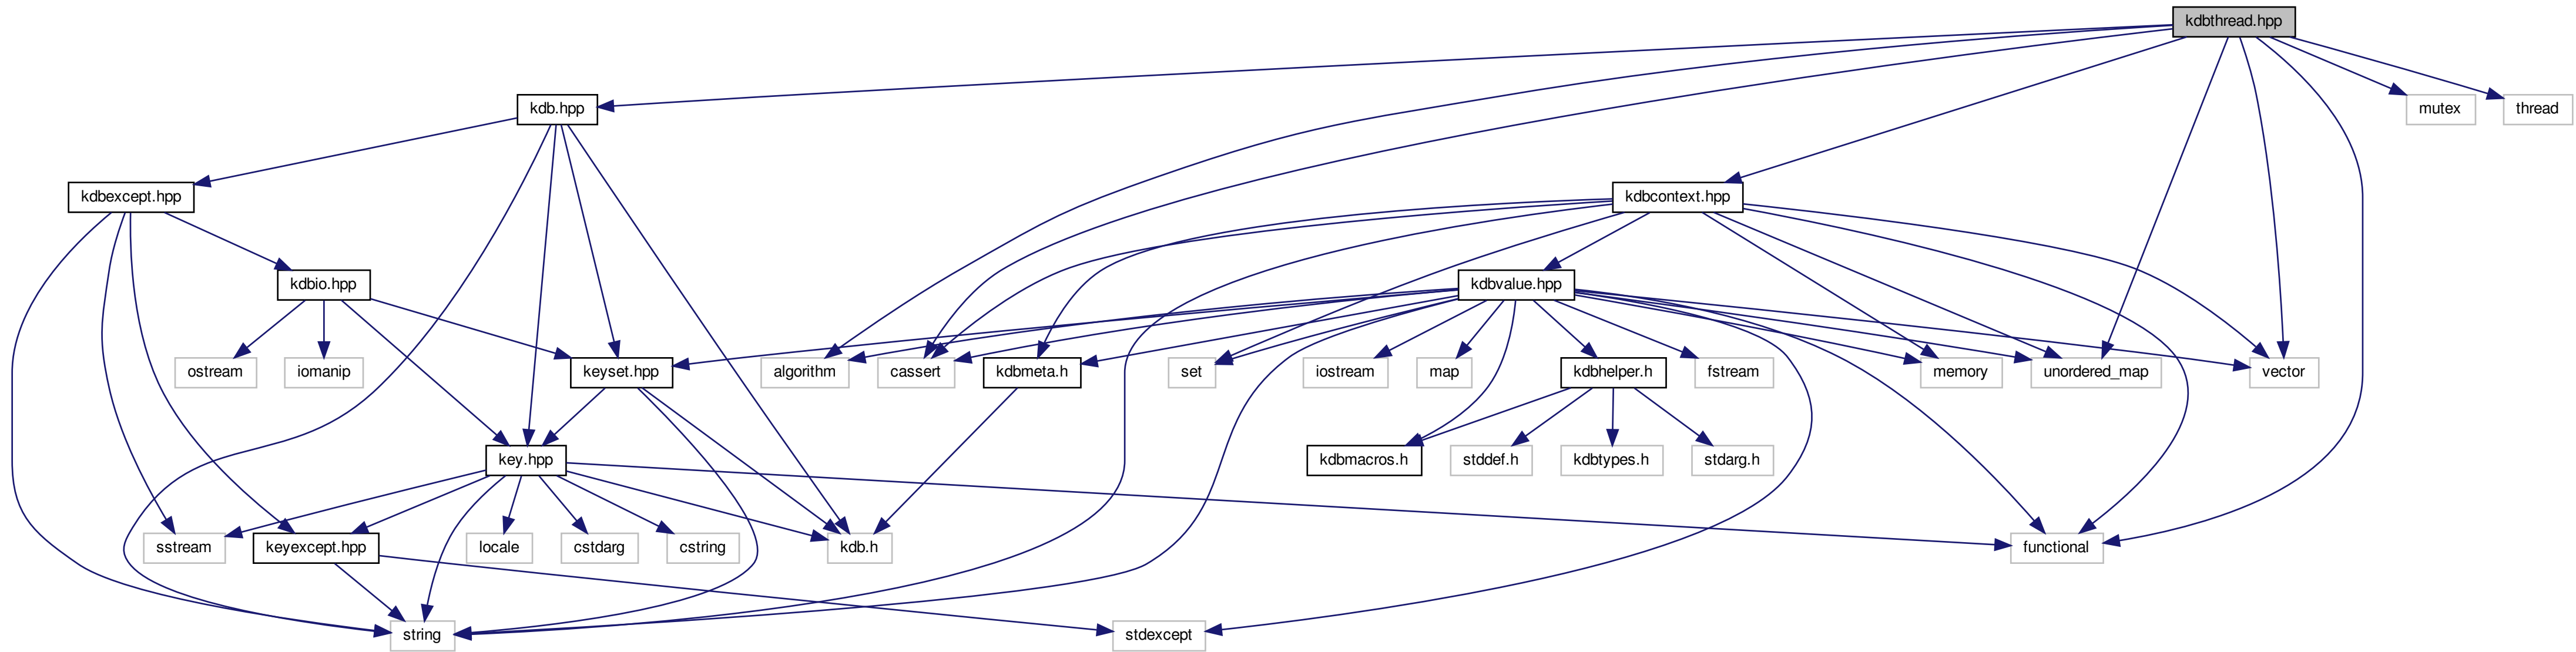 kdbthread.hpp
kdb.hpp
mutex
thread
kdbexcept.hpp
kdbcontext.hpp
kdbio.hpp
kdbvalue.hpp
ostream
iomanip
keyset.hpp
algorithm
cassert
kdbmeta.h
set
iostream
map
kdbhelper.h
fstream
memory
unordered_map
vector
key.hpp
kdbmacros.h
stddef.h
kdbtypes.h
stdarg.h
sstream
keyexcept.hpp
locale
cstdarg
cstring
kdb.h
functional
string
stdexcept